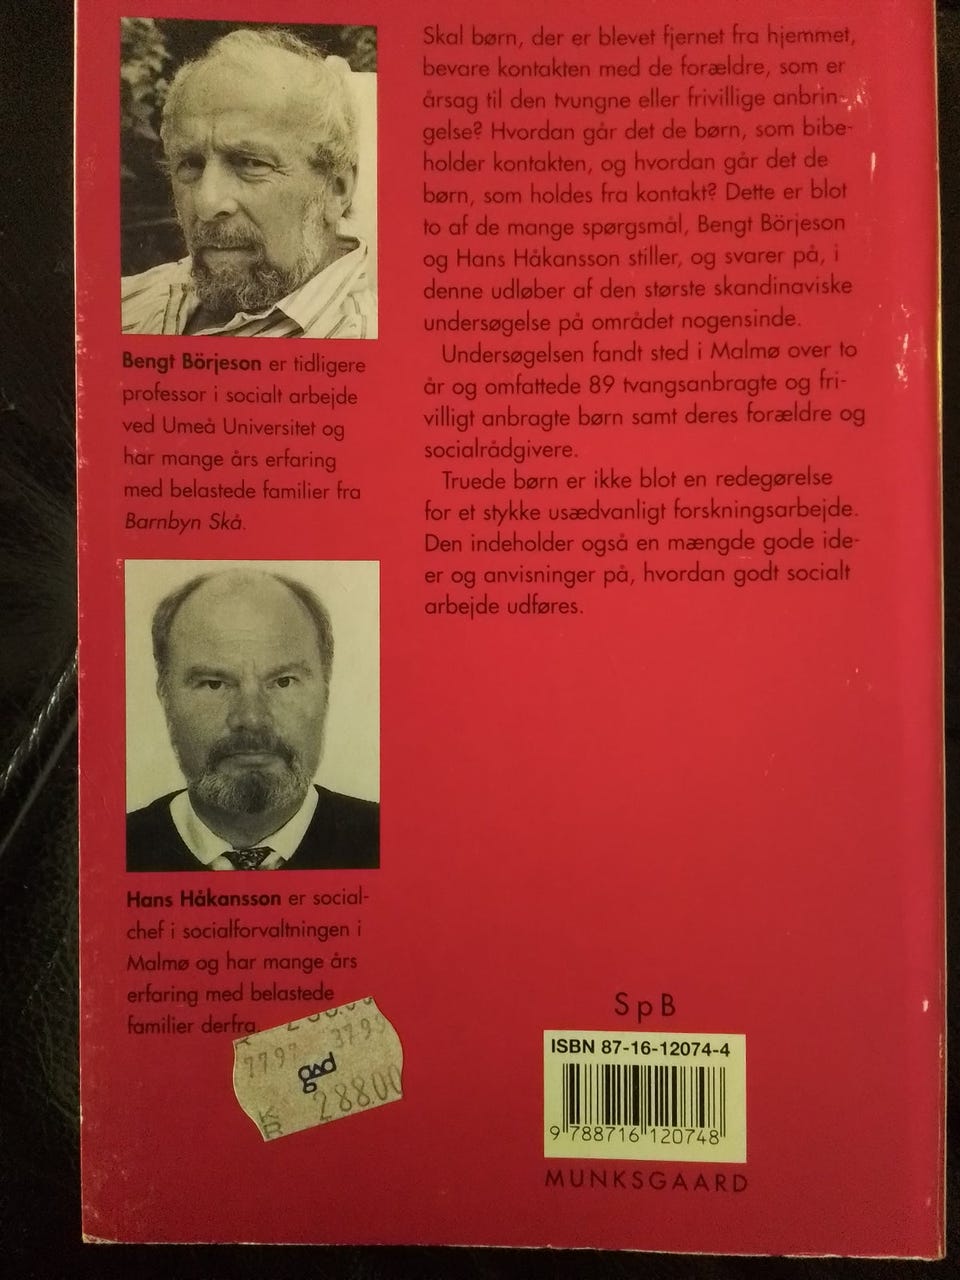 Bengt Börjeson er tidligere
professor i socialt arbejde
ved Umeå Universitet og
har mange års erfaring
med belastede familier fra
Barnbyn Skå.
Hans Håkansson er social-
chef i socialforvaltningen i
Malmø og har mange års
erfaring med belastede
familier derfra.
Skal børn, der er blevet fjernet fra hjemmet,
bevare kontakten med de forældre, som er
årsag til den tvungne eller frivillige anbrin-
gelse? Hvordan går det de børn, som bibe-
holder kontakten, og hvordan går det de
børn, som holdes fra kontakt? Dette er blot
to af de mange spørgsmål, Bengt Börjeson
og Hans Håkansson stiller, og svarer på, i
denne udløber af den største skandinaviske
undersøgelse på området nogensinde.
Undersøgelsen fandt sted i Malmø over to
år og omfattede 89 tvangsanbragte og fri-
villigt anbragte børn samt deres forældre og
socialrådgivere.
Truede børn er ikke blot en redegørelse
for et stykke usædvanligt forskningsarbejde.
Den indeholder også en mængde gode ide-
er og anvisninger på, hvordan godt socialt
arbejde udføres.
gad
KR 288.00
SpB
ISBN 87-16-12074-4
9 788716 120748
MUNKSGAARD